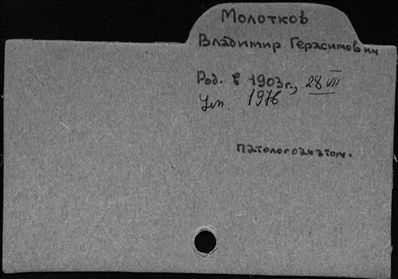 Молотков
Владимир Герасимович
Род. в 1903 г., 28 VII
Ум. 1976
патологоанатом.